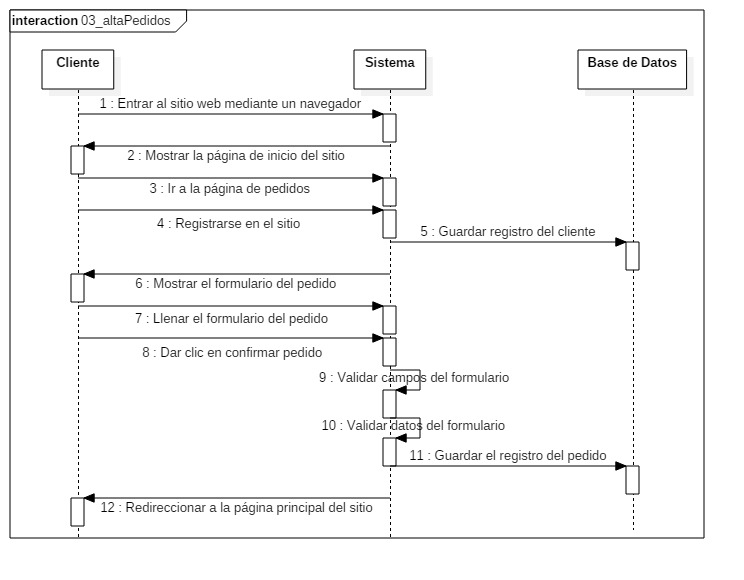 interaction 03_altaPedidos
Cliente
Sistema
Base de Datos
1 : Entrar al sitio web mediante un navegador
2 : Mostrar la página de inicio del sitio
3 : Ir a la página de pedidos
4 : Registrarse en el sitio
5 : Guardar registro del cliente
6 : Mostrar el formulario del pedido
7 : Llenar el formulario del pedido
8 : Dar clic en confirmar pedido
9 : Validar campos del formulario
10 : Validar datos del formulario
11 : Guardar el registro del pedido
12 : Redireccionar a la página principal del sitio